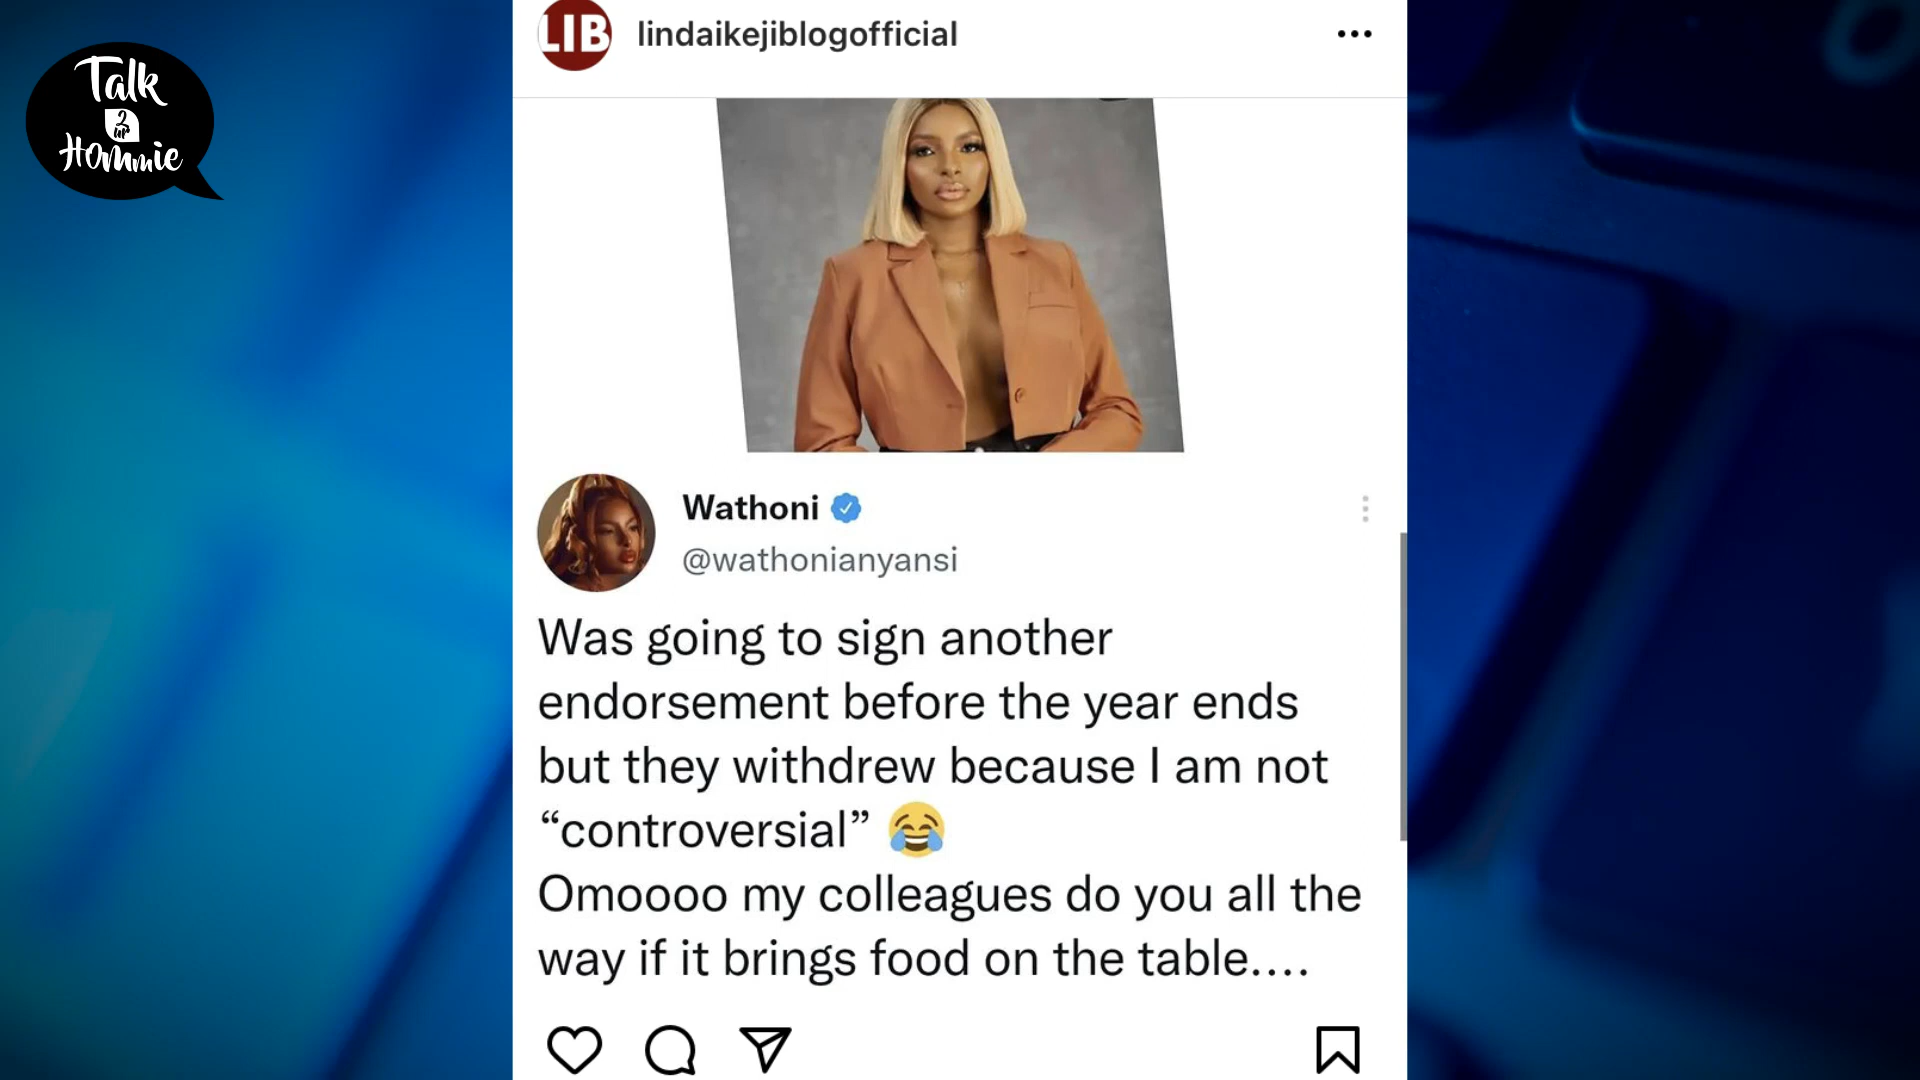 Talk
2
up
Hommie
LIB
lindaikejiblogofficial
Wathoni
@wathonianyansi
Was going to sign another
endorsement before the year ends
but they withdrew because I am not
“controversial” 😂
Omoooo my colleagues do you all the
way if it brings food on the table....